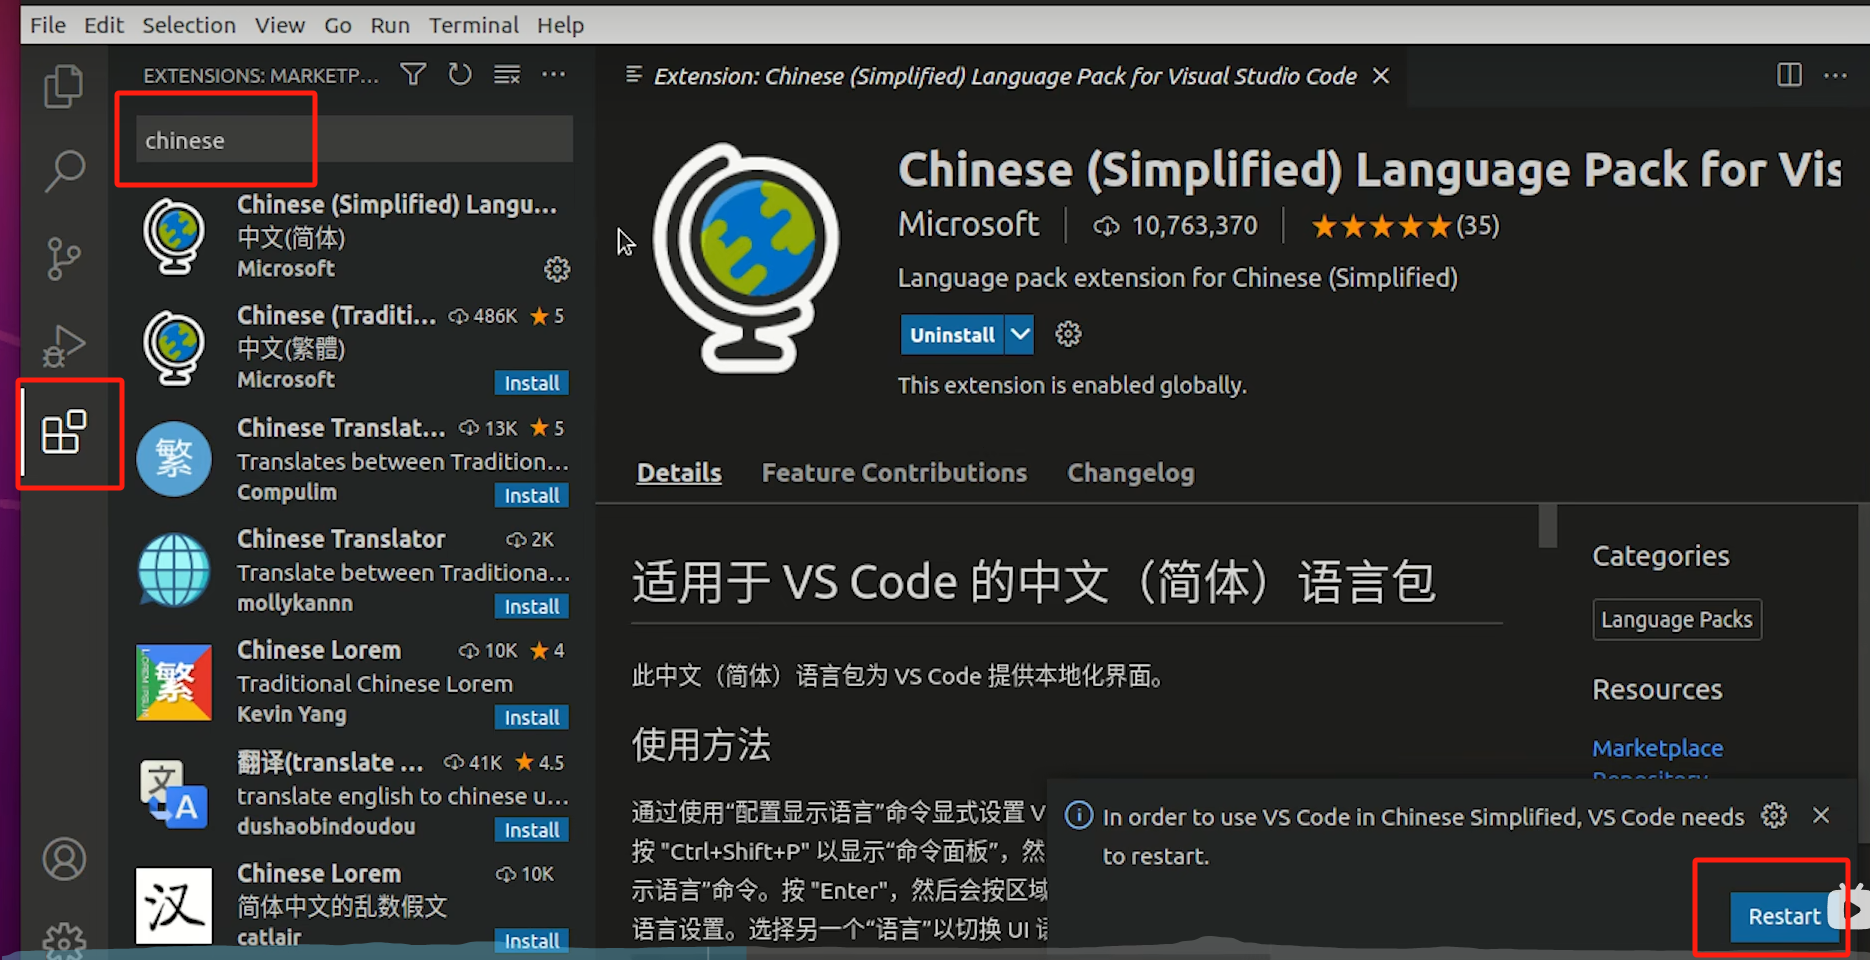 File Edit Selection View Go Run Terminal Help
EXTENSIONS: MARKETP...
chinese
Chinese (Simplified) Langu...
中文(简体)
Microsoft
Chinese (Traditi... 486K 5
中文(繁體)
Microsoft
Install
繁
Chinese Translat... 13K 5
Translates between Tradition...
Compulim
Install
Chinese Translator 2K
Translate between Traditiona...
mollykannn
Install
LOREM IPSUM
繁
Chinese Lorem 10K 4
Traditional Chinese Lorem
Kevin Yang
Install
文
A
翻译(translate ... 41K 4.5
translate english to chinese u...
dushaobindoudou
Install
汉
Chinese Lorem 10K
简体中文的乱数假文
catlair
Install
Extension: Chinese (Simplified) Language Pack for Visual Studio Code
Chinese (Simplified) Language Pack for Vis
Microsoft 10,763,370 (35)
Language pack extension for Chinese (Simplified)
Uninstall
This extension is enabled globally.
Details Feature Contributions Changelog
适用于 VS Code 的中文（简体）语言包
此中文（简体）语言包为 VS Code 提供本地化界面。
使用方法
通过使用“配置显示语言”命令显式设置 V
按 "Ctrl+Shift+P" 以显示“命令面板”，然
示语言”命令。按 "Enter"，然后会按区域
语言设置。选择另一个“语言”以切换 UI 语
Categories
Language Packs
Resources
Marketplace
Repository
In order to use VS Code in Chinese Simplified, VS Code needs
to restart.
Restart